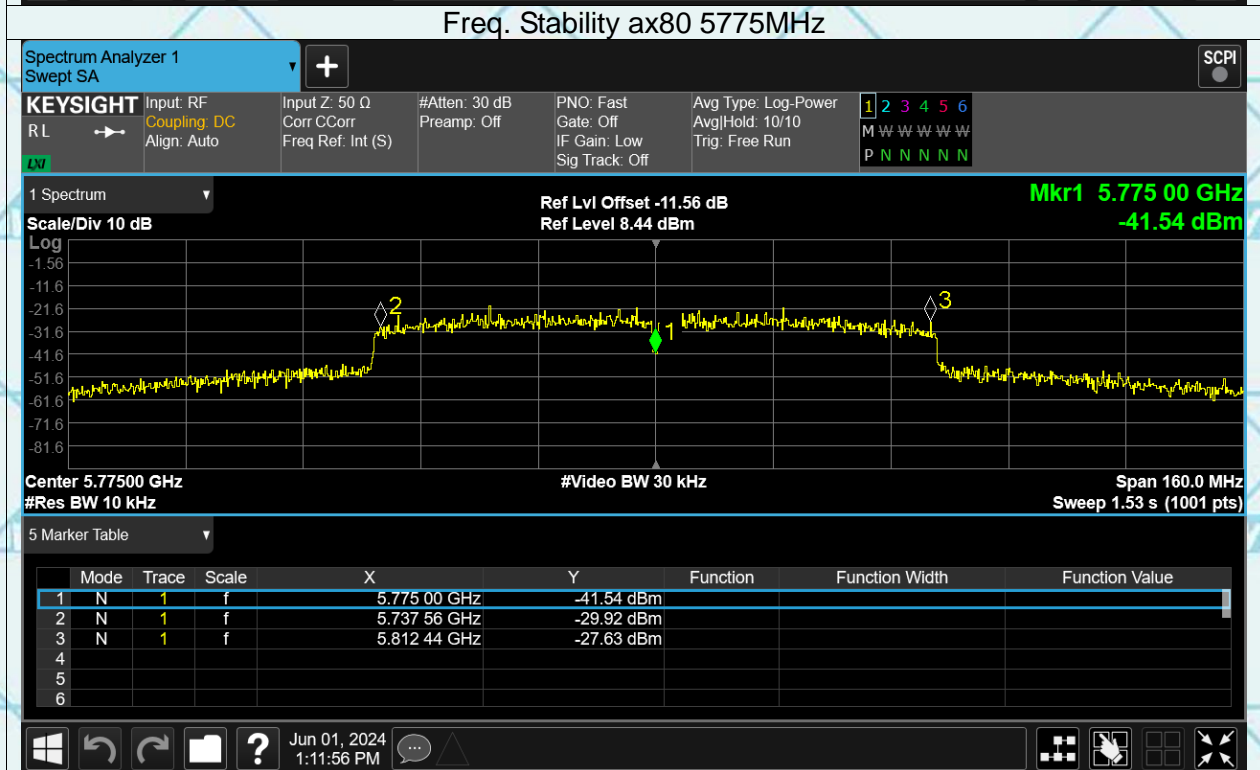 Freq. Stability ax80 5775MHz
Spectrum Analyzer 1
Swept SA
+
SCPI
KEYSIGHT
R L
LXI
Input: RF
Coupling: DC
Align: Auto
Input Z: 50 Ω
Corr CCorr
Freq Ref: Int (S)
#Atten: 30 dB
Preamp: Off
PNO: Fast
Gate: Off
IF Gain: Low
Sig Track: Off
Avg Type: Log-Power
Avg|Hold: 10/10
Trig: Free Run
1 2 3 4 5 6
M W W W W W
P N N N N N
1 Spectrum
Scale/Div 10 dB
Ref Lvl Offset -11.56 dB
Ref Level 8.44 dBm
Mkr1 5.775 00 GHz
-41.54 dBm
Log
-1.56
-11.6
-21.6
-31.6
-41.6
-51.6
-61.6
-71.6
-81.6
2
1
3
Center 5.77500 GHz
#Video BW 30 kHz
Span 160.0 MHz
#Res BW 10 kHz
Sweep 1.53 s (1001 pts)
5 Marker Table
Mode Trace Scale X Y Function Function Width Function Value
1 N 1 f 5.775 00 GHz -41.54 dBm
2 N 1 f 5.737 56 GHz -29.92 dBm
3 N 1 f 5.812 44 GHz -27.63 dBm
4
5
6
?
Jun 01, 2024
1:11:56 PM